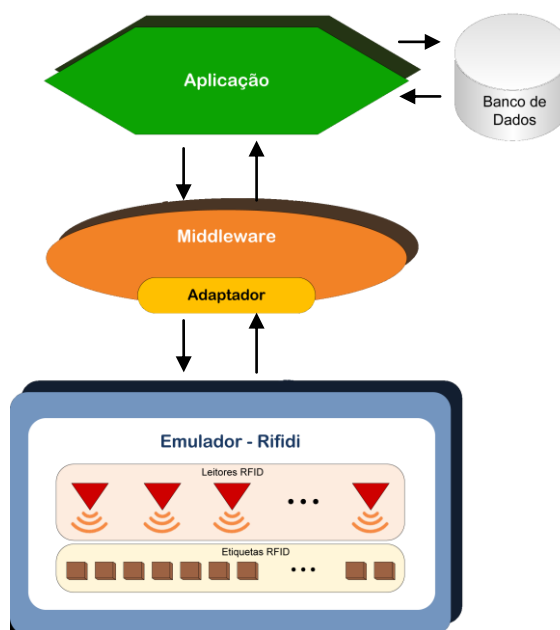 Aplicação
Banco de
Dados
Middleware
Adaptador
Emulador - Rifidi
Leitores RFID
Etiquetas RFID